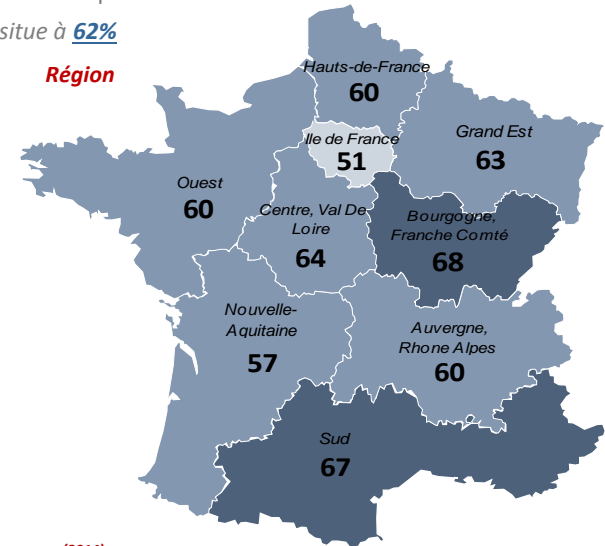 situe à 62%
Région
Hauts-de-France
60
Ile de France
51
Grand Est
63
Ouest
60
Centre, Val De
Loire
64
Bourgogne,
Franche Comté
68
Nouvelle-
Aquitaine
57
Auvergne,
Rhone Alpes
60
Sud
67